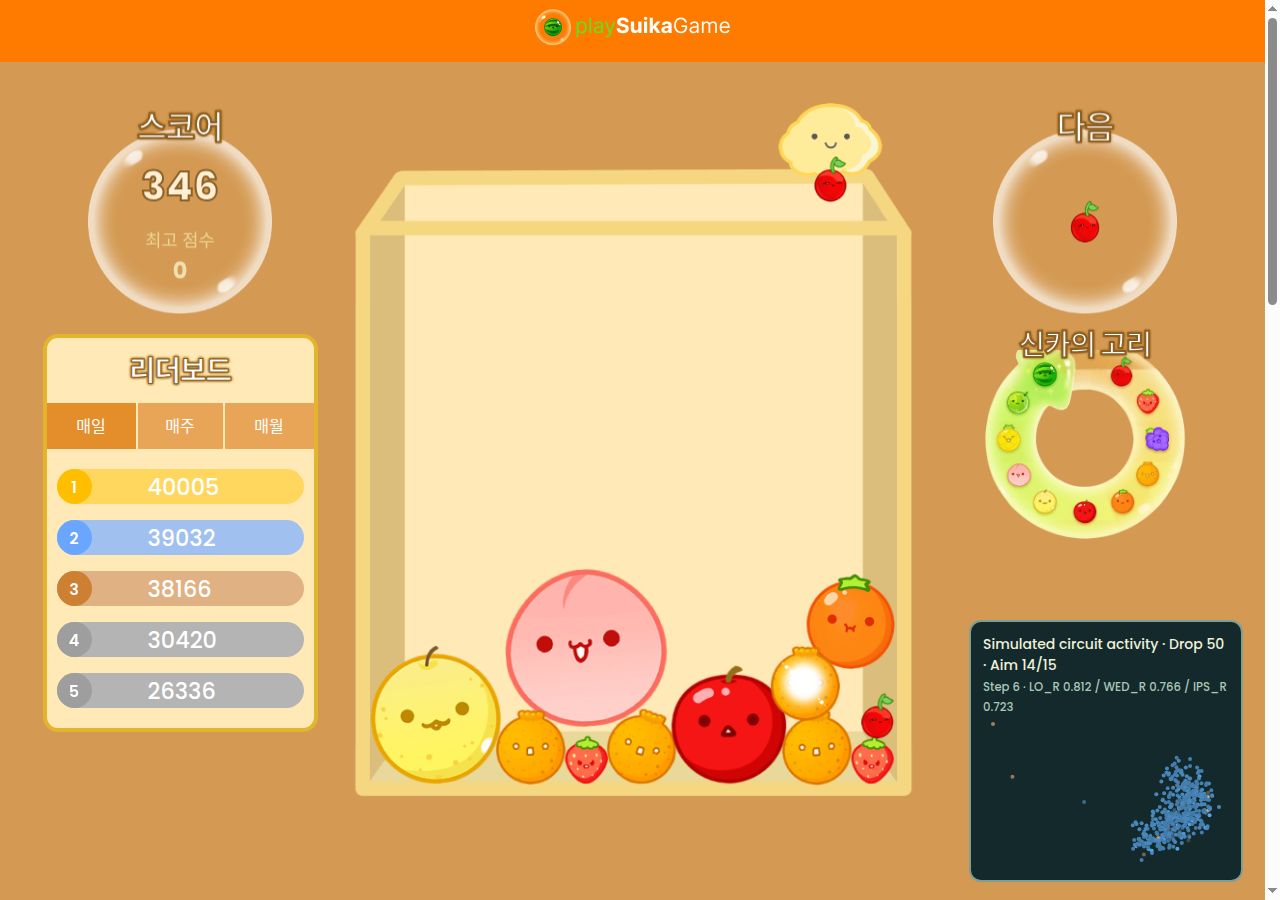 playSuikaGame
스코어
346
최고 점수
0
다음
신카의 고리
리더보드
매일 매주 매월
1 40005
2 39032
3 38166
4 30420
5 26336
Simulated circuit activity · Drop 50
· Aim 14/15
Step 6 · LO_R 0.812 / WED_R 0.766 / IPS_R
0.723